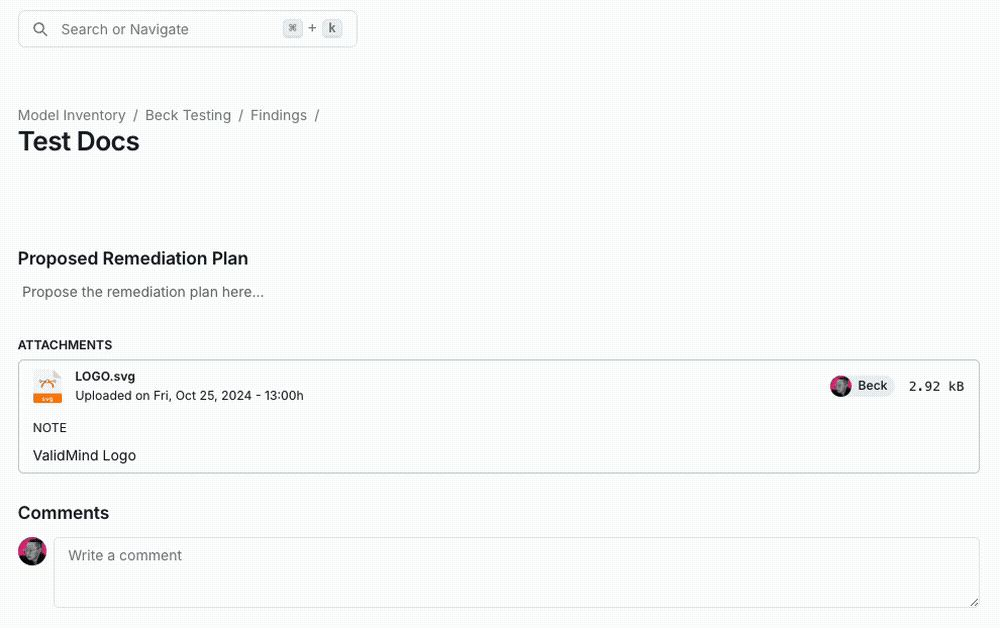 Search or Navigate ⌘ + k
Model Inventory / Beck Testing / Findings /
Test Docs
Proposed Remediation Plan
Propose the remediation plan here...
ATTACHMENTS
LOGO.svg
Uploaded on Fri, Oct 25, 2024 - 13:00h
svg
Beck 2.92 kB
NOTE
ValidMind Logo
Comments
Write a comment